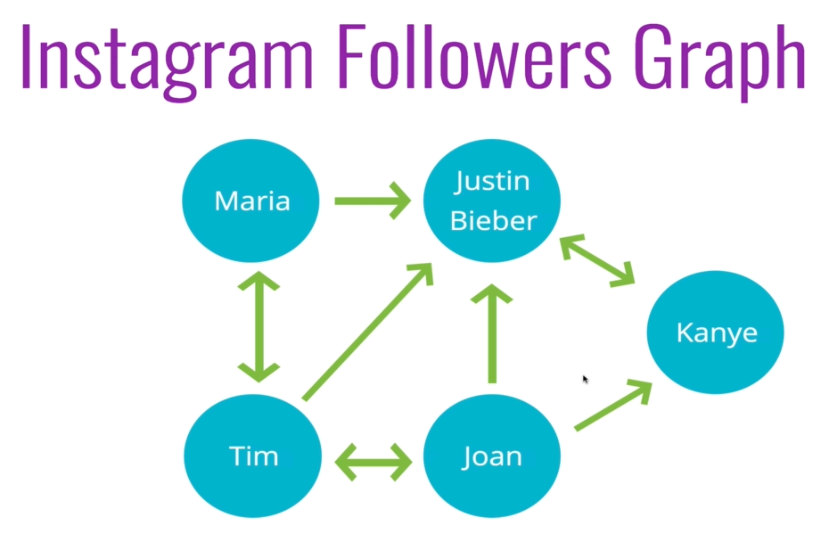 Instagram Followers Graph
Maria
Justin
Bieber
Kanye
Tim
Joan